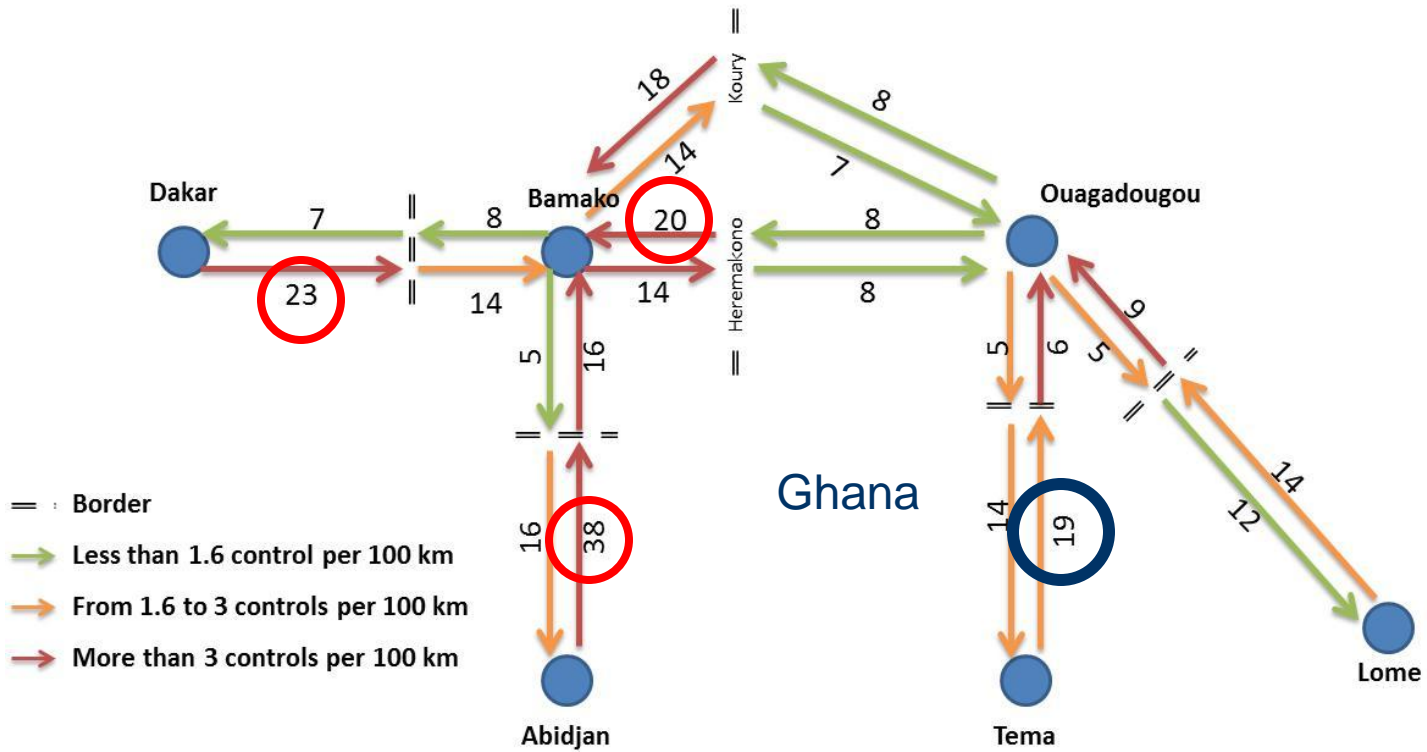 Koury
18
8
14
7
Dakar
Bamako
Ouagadougou
7
8
20
8
23
14
14
Heremakono
8
9
5
16
5
6
5
Ghana
14
12
16
38
14
19
Border
Less than 1.6 control per 100 km
From 1.6 to 3 controls per 100 km
More than 3 controls per 100 km
Lome
Abidjan
Tema